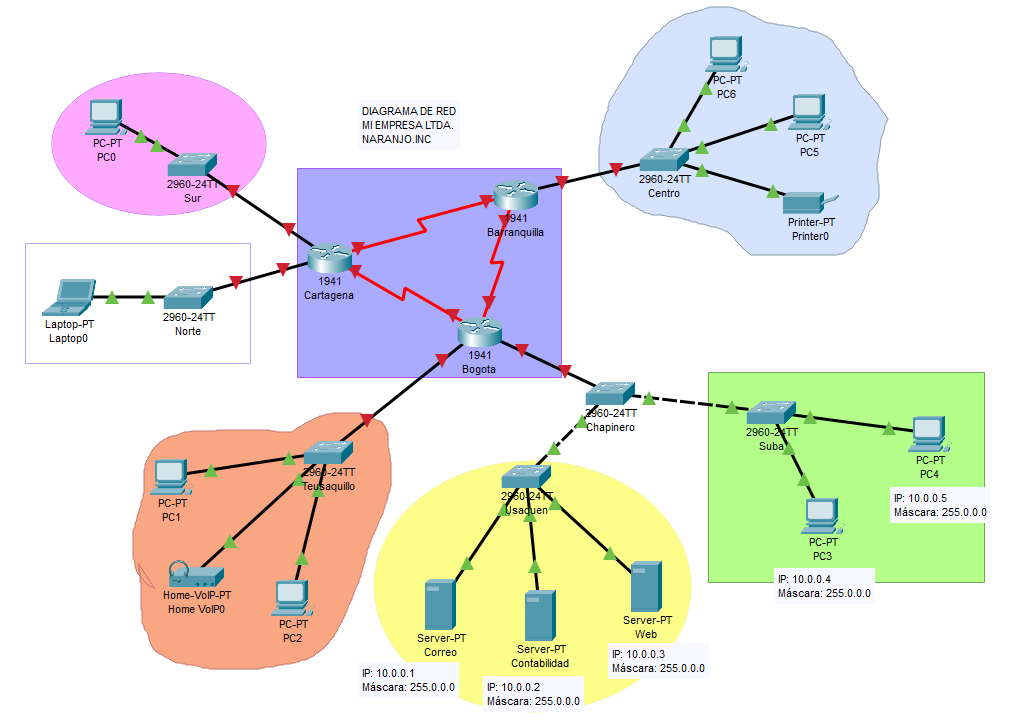 DIAGRAMA DE RED
MI EMPRESA LTDA.
NARANJO.INC
PC-PT
PC0
2960-24TT
Sur
Laptop-PT
Laptop0
2960-24TT
Norte
1941
Cartagena
1941
Barranquilla
1941
Bogota
PC-PT
PC6
PC-PT
PC5
2960-24TT
Centro
Printer-PT
Printer0
2960-24TT
Chapinero
2960-24TT
Suba
PC-PT
PC4
IP: 10.0.0.5
Máscara: 255.0.0.0
PC-PT
PC3
IP: 10.0.0.4
Máscara: 255.0.0.0
2960-24TT
Teusaquillo
PC-PT
PC1
Home-VoIP-PT
Home VoIP0
PC-PT
PC2
2960-24TT
Usaquen
Server-PT
Correo
IP: 10.0.0.1
Máscara: 255.0.0.0
Server-PT
Contabilidad
IP: 10.0.0.2
Máscara: 255.0.0.0
Server-PT
Web
IP: 10.0.0.3
Máscara: 255.0.0.0